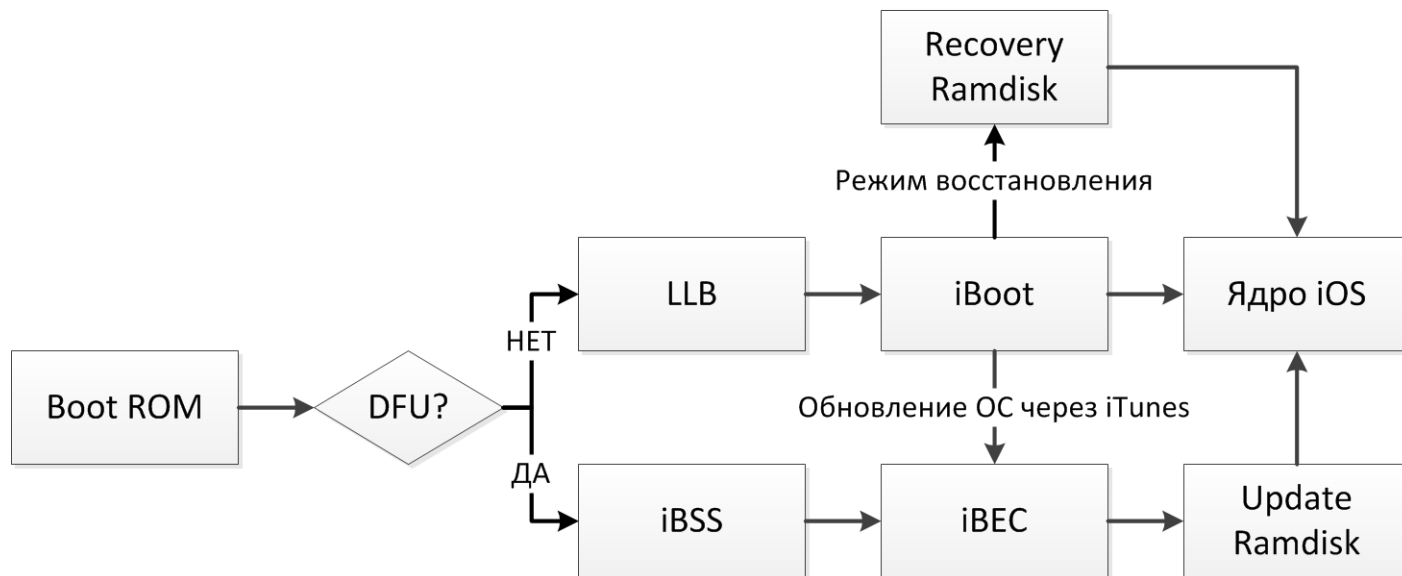 Recovery
Ramdisk
Режим восстановления
LLB
iBoot
Ядро iOS
НЕТ
Boot ROM
DFU?
Обновление ОС через iTunes
ДА
iBSS
iBEC
Update
Ramdisk